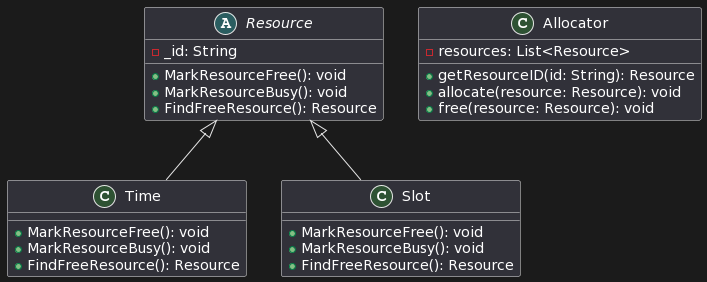 A Resource
_id: String
MarkResourceFree(): void
MarkResourceBusy(): void
FindFreeResource(): Resource
C Allocator
resources: List<Resource>
getResourceID(id: String): Resource
allocate(resource: Resource): void
free(resource: Resource): void
C Time
MarkResourceFree(): void
MarkResourceBusy(): void
FindFreeResource(): Resource
C Slot
MarkResourceFree(): void
MarkResourceBusy(): void
FindFreeResource(): Resource